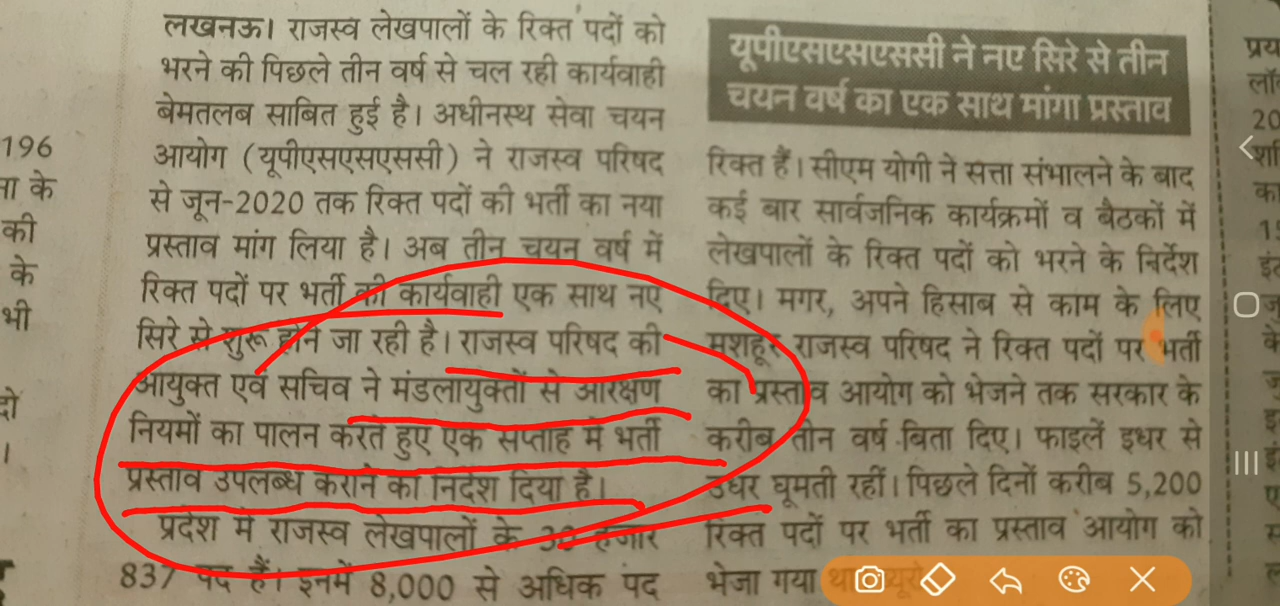 लखनऊ। राजस्व लेखपालों के रिक्त पदों को
भरने की पिछले तीन वर्ष से चल रही कार्यवाही
बेमतलब साबित हुई है। अधीनस्थ सेवा चयन
आयोग (यूपीएसएसएससी) ने राजस्व परिषद
से जून-2020 तक रिक्त पदों की भर्ती का नया
प्रस्ताव मांग लिया है। अब तीन चयन वर्ष में
रिक्त पदों पर भर्ती की कार्यवाही एक साथ नए
सिरे से शुरू होने जा रही है। राजस्व परिषद की
आयुक्त एवं सचिव ने मंडलायुक्तों से आरक्षण
नियमों का पालन करते हुए एक सप्ताह में भर्ती
प्रस्ताव उपलब्ध कराने का निर्देश दिया है।
प्रदेश में राजस्व लेखपालों के 30 हजार
837 पद हैं। इनमें 8,000 से अधिक पद
यूपीएसएसएससी ने नए सिरे से तीन
चयन वर्ष का एक साथ मांगा प्रस्ताव
रिक्त हैं। सीएम योगी ने सत्ता संभालने के बाद
कई बार सार्वजनिक कार्यक्रमों व बैठकों में
लेखपालों के रिक्त पदों को भरने के निर्देश
दिए। मगर, अपने हिसाब से काम के लिए
मशहूर राजस्व परिषद ने रिक्त पदों पर भर्ती
का प्रस्ताव आयोग को भेजने तक सरकार के
करीब तीन वर्ष बिता दिए। फाइलें इधर से
उधर घूमती रहीं। पिछले दिनों करीब 5,200
रिक्त पदों पर भर्ती का प्रस्ताव आयोग को
भेजा गया था
196
ना के
की
के
भी